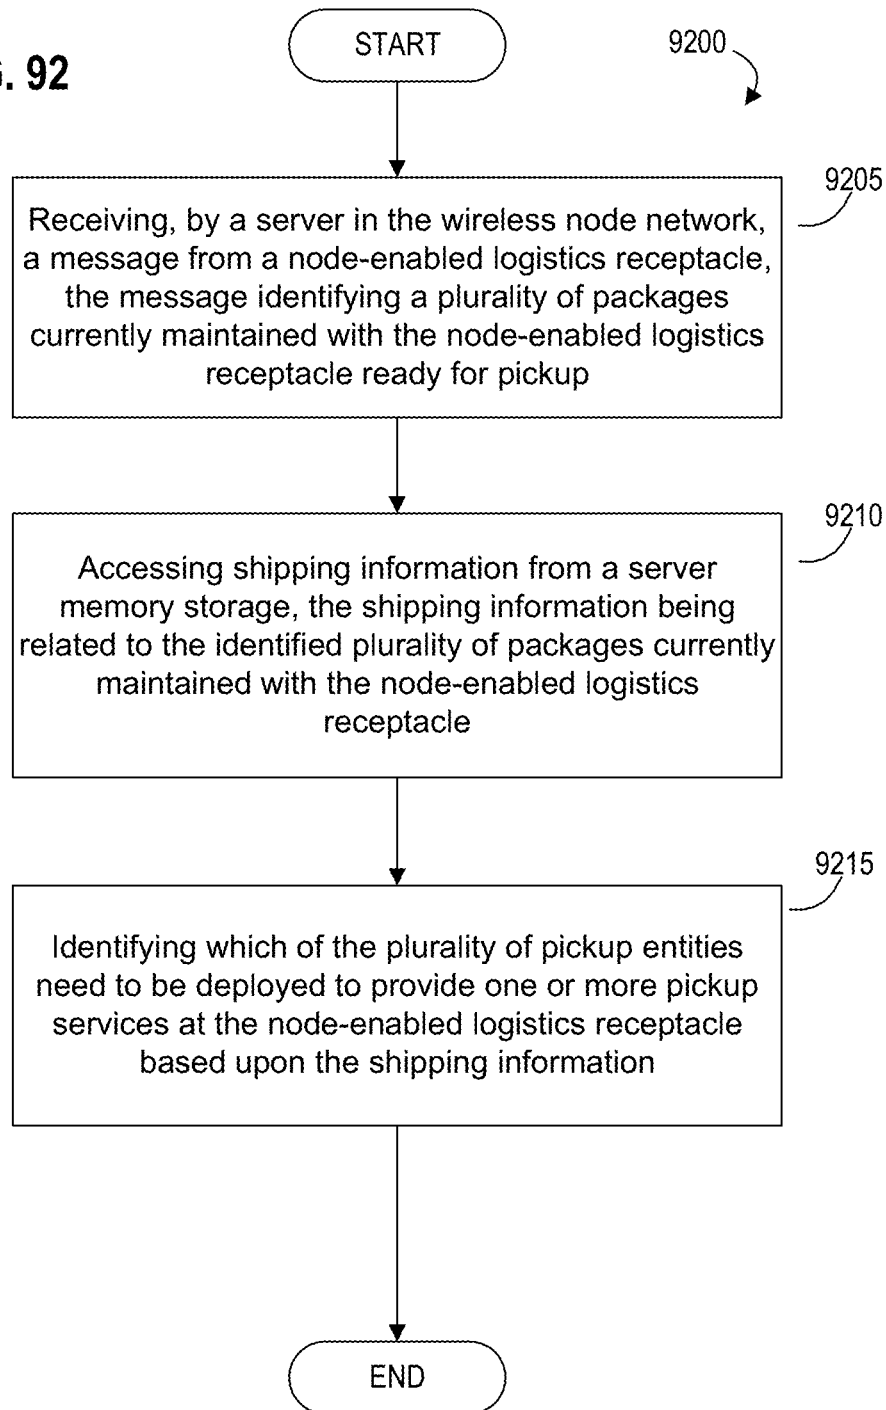 START
9200
. 92
9205
Receiving, by a server in the wireless node network,
a message from a node-enabled logistics receptacle,
the message identifying a plurality of packages
currently maintained with the node-enabled logistics
receptacle ready for pickup
9210
Accessing shipping information from a server
memory storage, the shipping information being
related to the identified plurality of packages currently
maintained with the node-enabled logistics
receptacle
9215
Identifying which of the plurality of pickup entities
need to be deployed to provide one or more pickup
services at the node-enabled logistics receptacle
based upon the shipping information
END